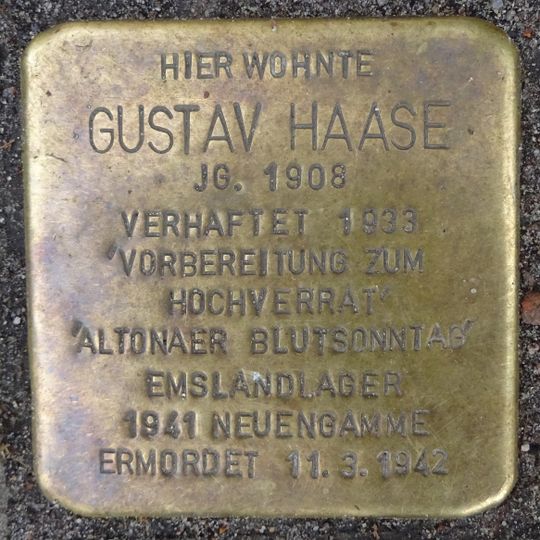 HIER WOHNTE
GUSTAV HAASE
JG. 1908
VERHAFTET 1933
'VORBEREITUNG ZUM
HOCHVERRAT'
'ALTONAER BLUTSONNTAG'
EMSLANDLAGER
1941 NEUENGAMME
ERMORDET 11.3.1942